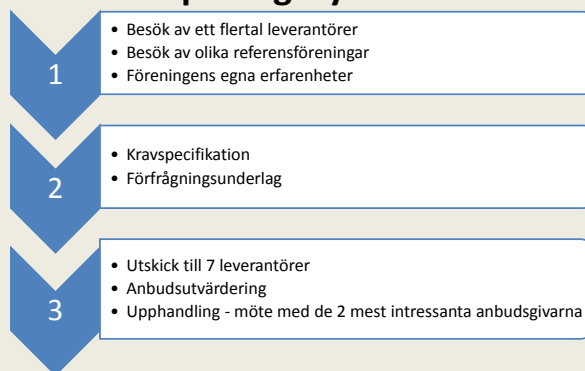 1
• Besök av ett flertal leverantörer
• Besök av olika referensföreningar
• Föreningens egna erfarenheter
2
• Kravspecifikation
• Förfrågningsunderlag
3
• Utskick till 7 leverantörer
• Anbudsutvärdering
• Upphandling - möte med de 2 mest intressanta anbudsgivarna